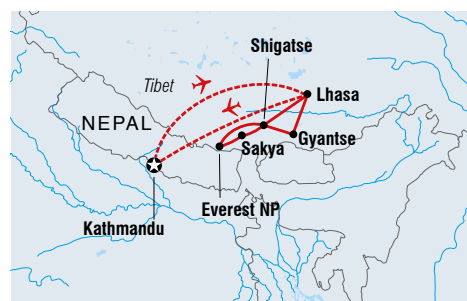 Shigatse
Tibet
Lhasa
NEPAL
Gyantse
Sakya
Everest NP
Kathmandu